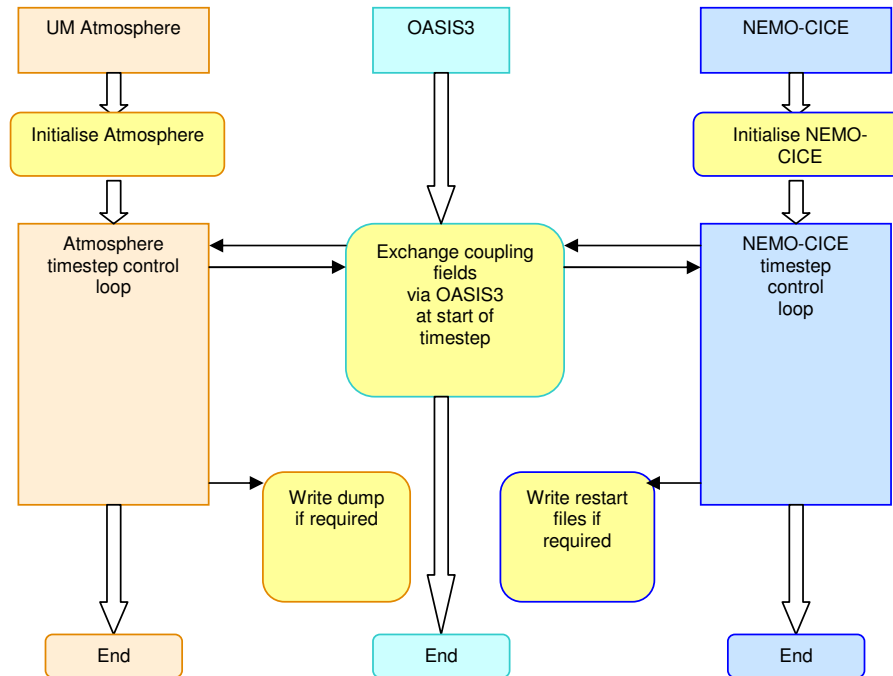 UM Atmosphere
OASIS3
NEMO-CICE
Initialise Atmosphere
Initialise NEMO-
CICE
Atmosphere
timestep control
loop
Exchange coupling
fields
via OASIS3
at start of
timestep
NEMO-CICE
timestep
control
loop
Write dump
if required
Write restart
files if
required
End
End
End